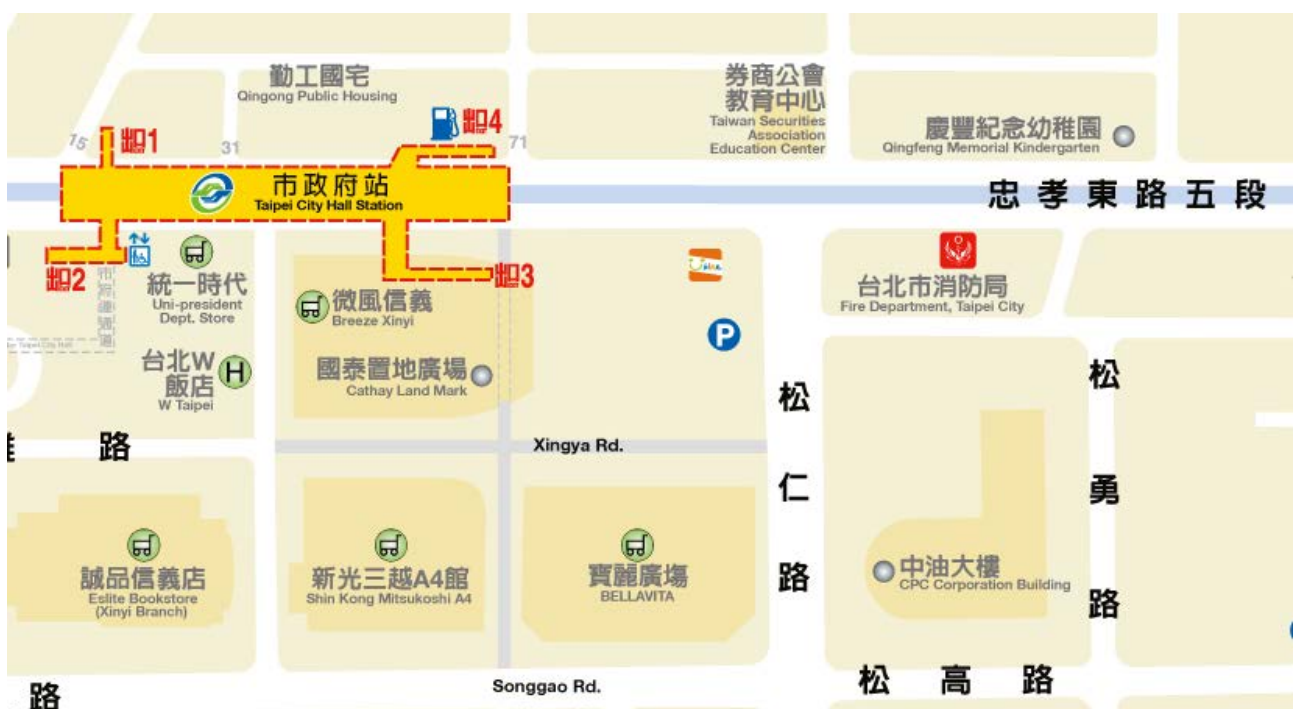 勤工國宅
Qingong Public Housing
券商公會
教育中心
Taiwan Securities
Association
Education Center
慶豐紀念幼稚園
Qingfeng Memorial Kindergarten
15
出口1
31
出口4
71
市政府站
Taipei City Hall Station
忠孝東路五段
出口2
出口3
統一時代
Uni-president
Dept. Store
微風信義
Breeze Xinyi
台北市消防局
Fire Department, Taipei City
P
台北W
飯店
W Taipei
H
國泰置地廣場
Cathay Land Mark
路
Xingya Rd.
松仁路
松勇路
誠品信義店
Eslite Bookstore
(Xinyi Branch)
新光三越A4館
Shin Kong Mitsukoshi A4
寶麗廣場
BELLAVITA
中油大樓
CPC Corporation Building
路
Songgao Rd.
松高路